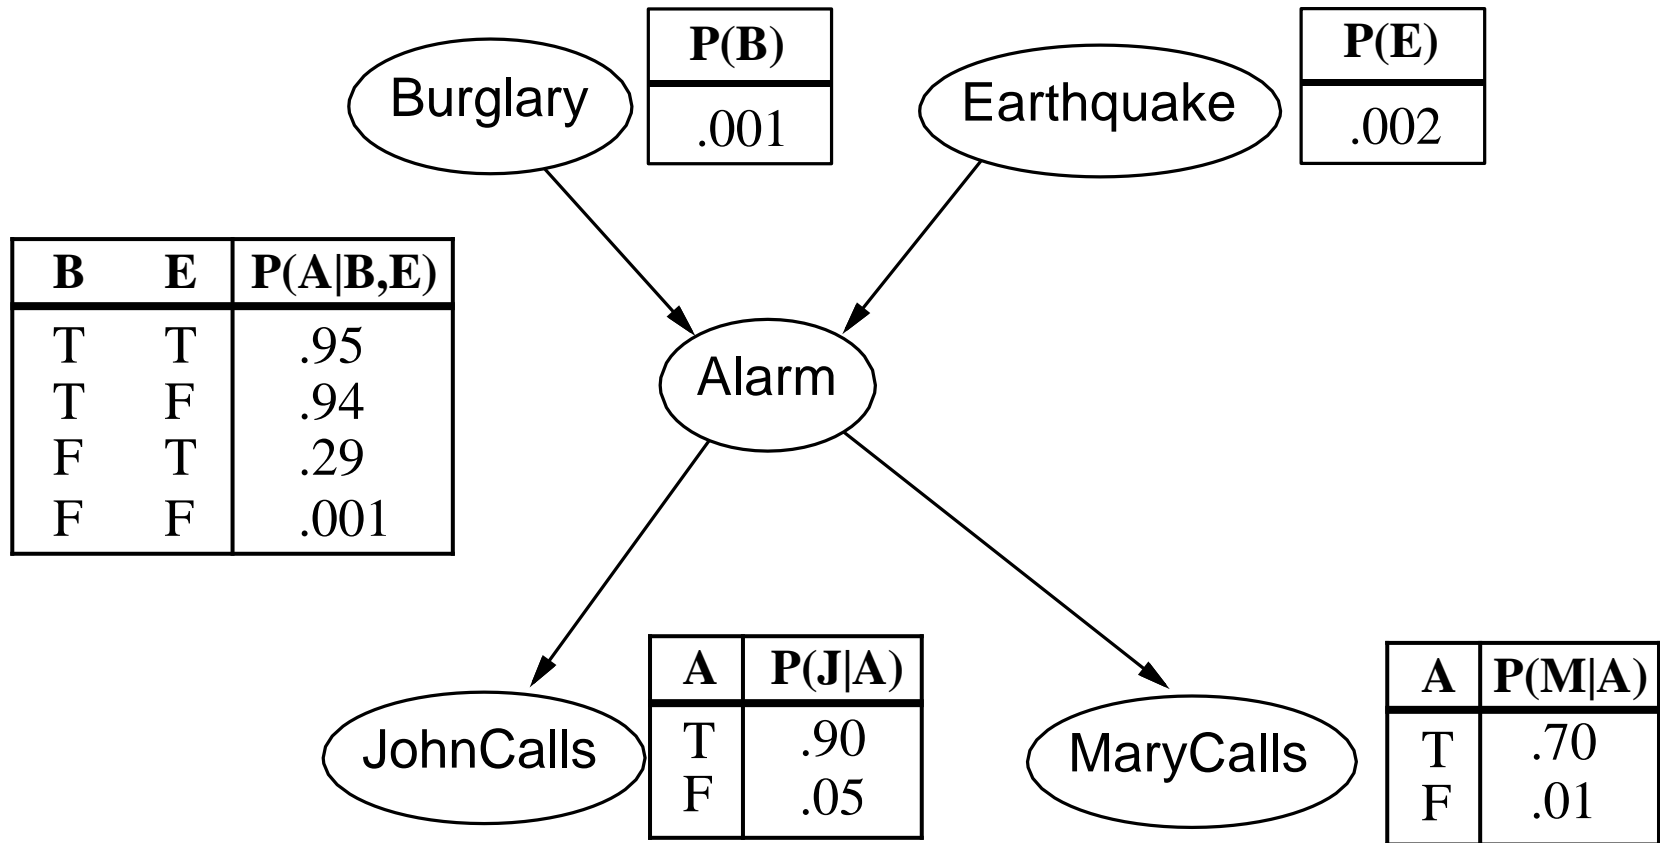 Burglary
P(B)
.001
Earthquake
P(E)
.002
B E P(A|B,E)
T T .95
T F .94
F T .29
F F .001
Alarm
JohnCalls
A P(J|A)
T .90
F .05
MaryCalls
A P(M|A)
T .70
F .01